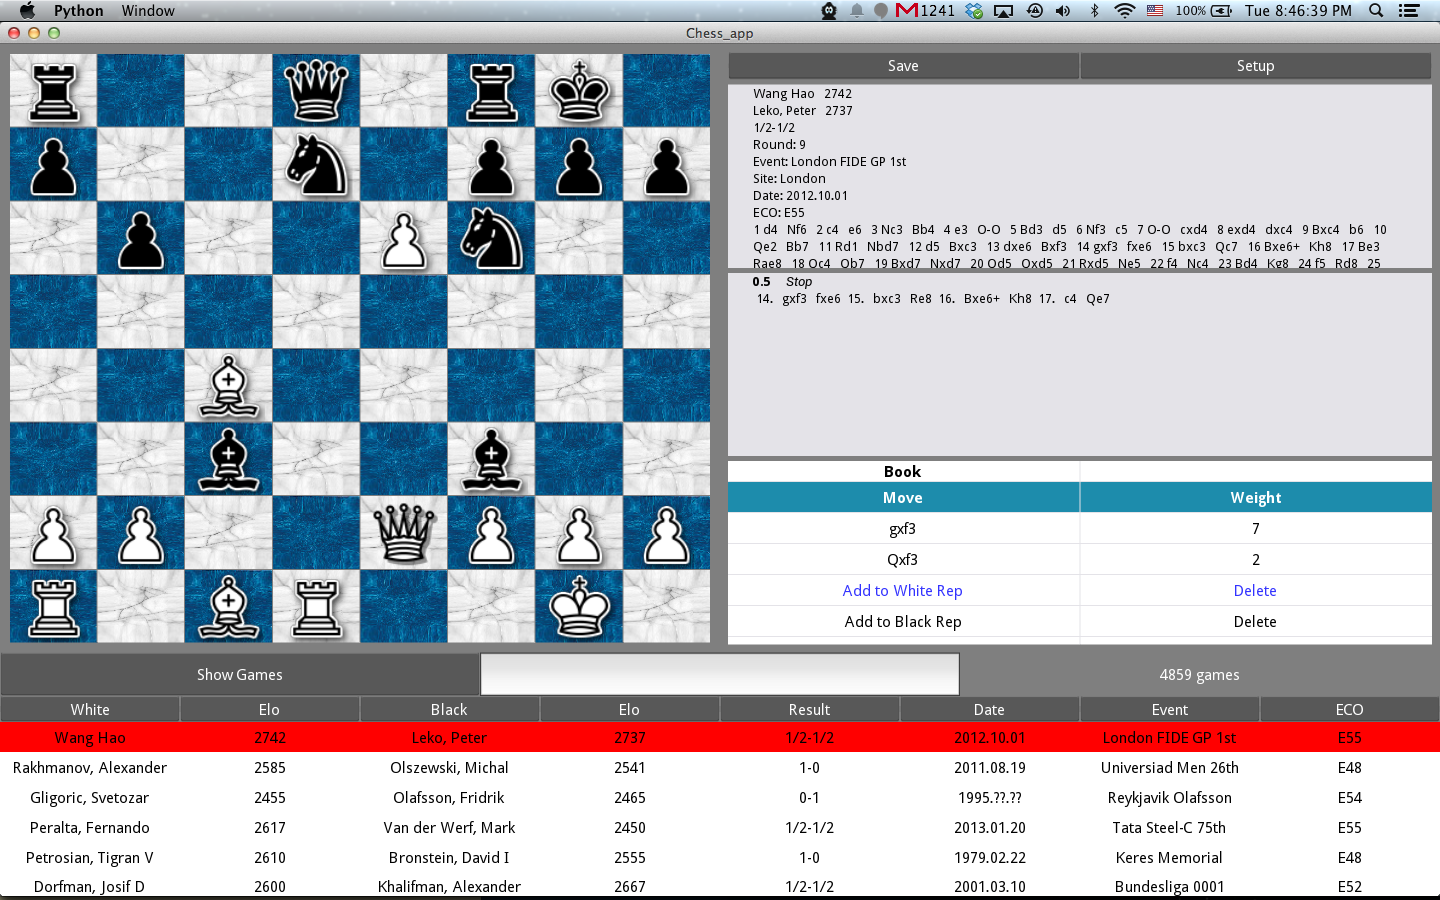 Python Window 1241 100% Tue 8:46:39 PM
Chess_app
Save Setup
Wang Hao 2742
Leko, Peter 2737
1/2-1/2
Round: 9
Event: London FIDE GP 1st
Site: London
Date: 2012.10.01
ECO: E55
1 d4 Nf6 2 c4 e6 3 Nc3 Bb4 4 e3 O-O 5 Bd3 d5 6 Nf3 c5 7 O-O cxd4 8 exd4 dxc4 9 Bxc4 b6 10
Qe2 Bb7 11 Rd1 Nbd7 12 d5 Bxc3 13 dxe6 Bxf3 14 gxf3 fxe6 15 bxc3 Qc7 16 Bxe6+ Kh8 17 Be3
Rae8 18 Qc4 Qb7 19 Bxd7 Nxd7 20 Qd5 Qxd5 21 Rxd5 Ne5 22 f4 Nc4 23 Bd4 Kg8 24 f5 Rd8 25
0.5 Stop
14. gxf3 fxe6 15. bxc3 Re8 16. Bxe6+ Kh8 17. c4 Qe7
Book
Move Weight
gxf3 7
Qxf3 2
Add to White Rep Delete
Add to Black Rep Delete
Show Games 4859 games
White Elo Black Elo Result Date Event ECO
Wang Hao 2742 Leko, Peter 2737 1/2-1/2 2012.10.01 London FIDE GP 1st E55
Rakhmanov, Alexander 2585 Olszewski, Michal 2541 1-0 2011.08.19 Universiad Men 26th E48
Gligoric, Svetozar 2455 Olafsson, Fridrik 2465 0-1 1995.??.?? Reykjavik Olafsson E54
Peralta, Fernando 2617 Van der Werf, Mark 2450 1/2-1/2 2013.01.20 Tata Steel-C 75th E55
Petrosian, Tigran V 2610 Bronstein, David I 2555 1-0 1979.02.22 Keres Memorial E48
Dorfman, Josif D 2600 Khalifman, Alexander 2667 1/2-1/2 2001.03.10 Bundesliga 0001 E52